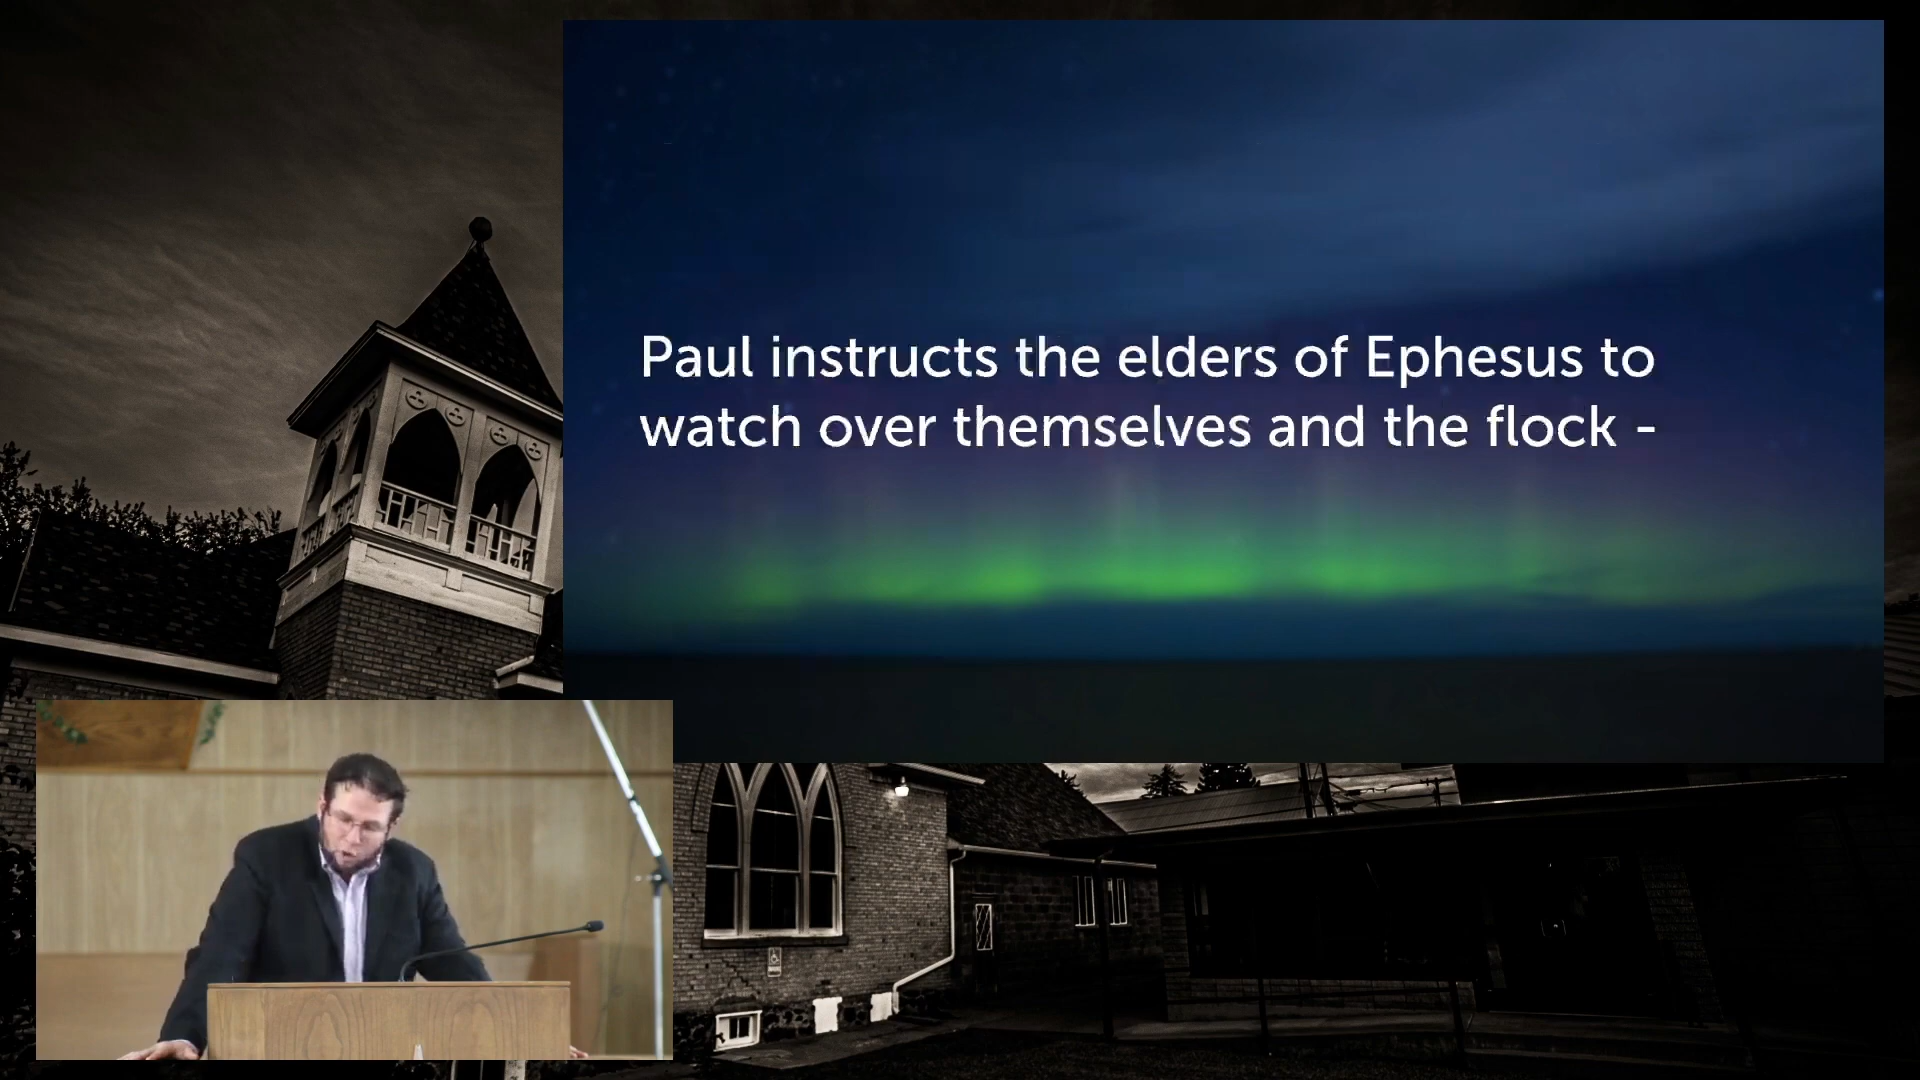 Paul instructs the elders of Ephesus to
watch over themselves and the flock -